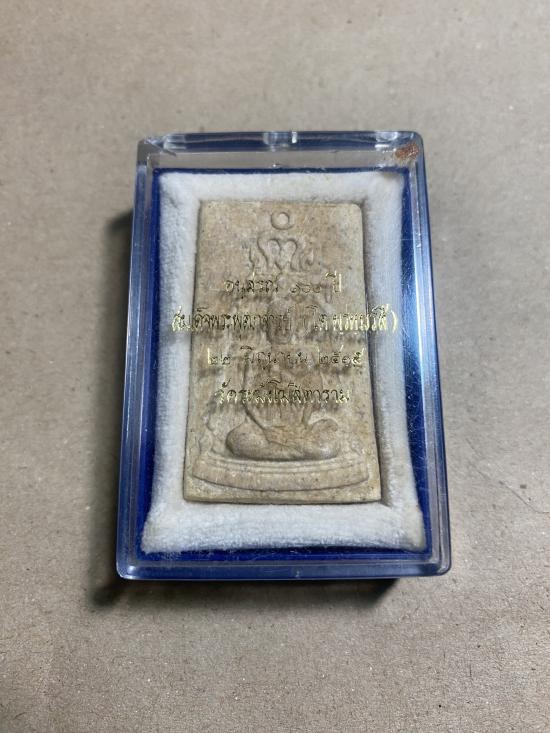 อนุสรณ์ ๑๐๐ ปี
สมเด็จพระพุฒาจารย์ (โต พรหมรังสี)
๒๒ มิถุนายน ๒๕๑๕
วัดระฆังโฆสิตาราม